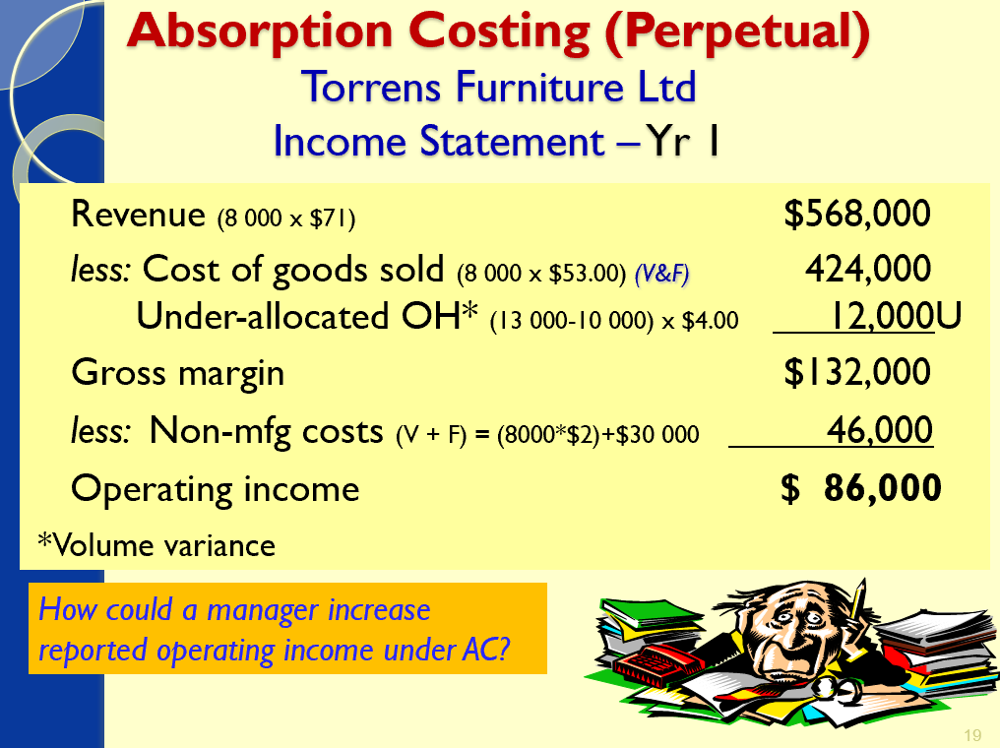 Absorption Costing (Perpetual)
Torrens Furniture Ltd
Income Statement – Yr 1
Revenue (8 000 x $71) $568,000
less: Cost of goods sold (8 000 x $53.00) (V&F) 424,000
Under-allocated OH* (13 000-10 000) x $4.00 12,000U
Gross margin $132,000
less: Non-mfg costs (V + F) = (8000*$2)+$30 000 46,000
Operating income $ 86,000
*Volume variance
How could a manager increase
reported operating income under AC?
19